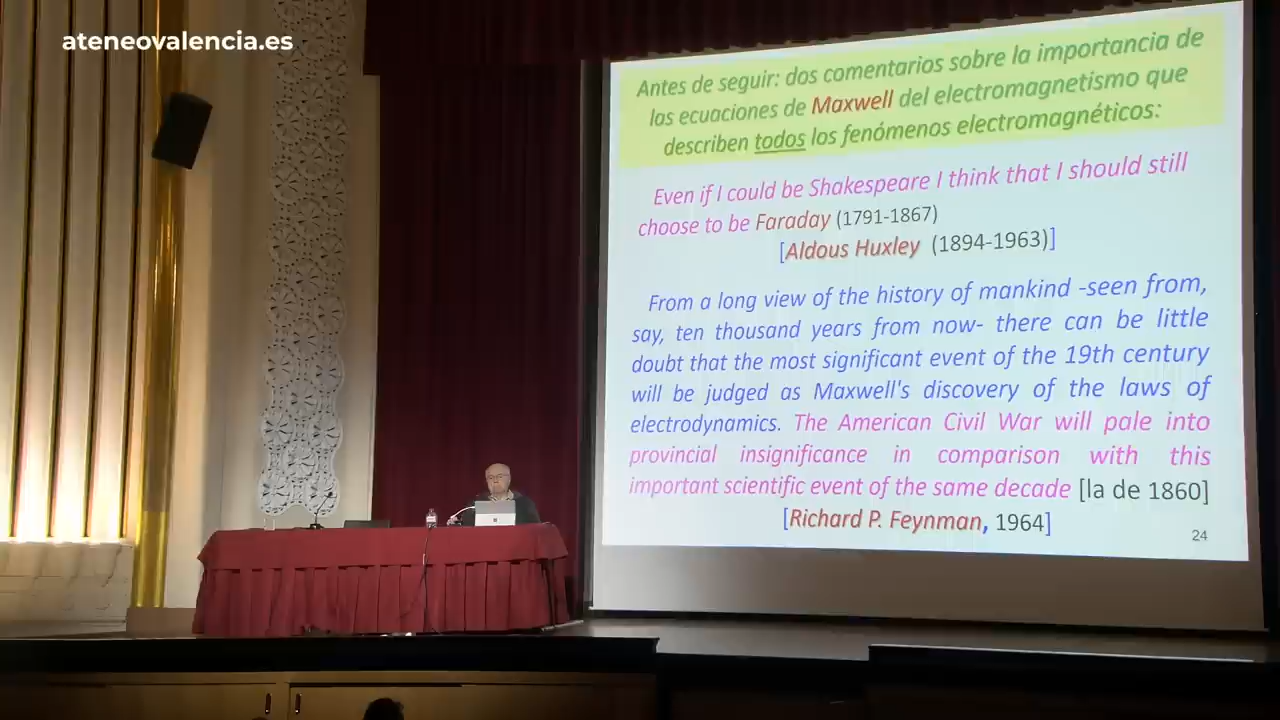 ateneovalencia.es
Antes de seguir: dos comentarios sobre la importancia de
las ecuaciones de Maxwell del electromagnetismo que
describen todos los fenómenos electromagnéticos:
Even if I could be Shakespeare I think that I should still
choose to be Faraday (1791-1867)
[Aldous Huxley (1894-1963)]
From a long view of the history of mankind -seen from,
say, ten thousand years from now- there can be little
doubt that the most significant event of the 19th century
will be judged as Maxwell's discovery of the laws of
electrodynamics. The American Civil War will pale into
provincial insignificance in comparison with this
important scientific event of the same decade [la de 1860]
[Richard P. Feynman, 1964]
24